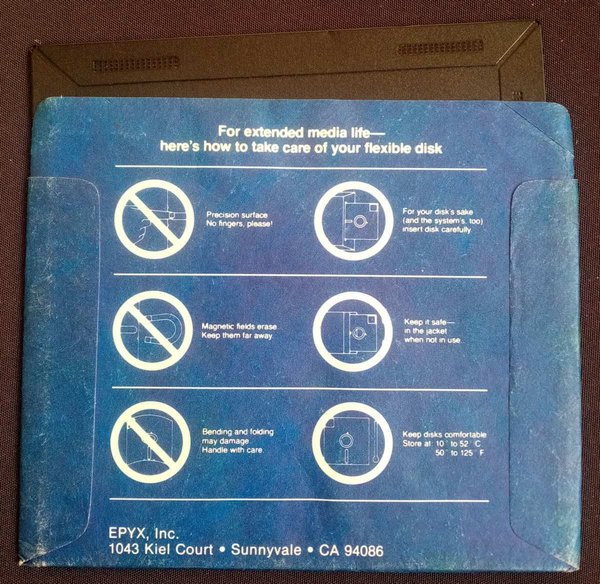 For extended media life—
here's how to take care of your flexible disk
Precision surface
No fingers, please!
For your disk's sake
(and the system's, too)
insert disk carefully
Magnetic fields erase
Keep them far away
Keep it safe—
in the jacket
when not in use
Bending and folding
may damage
Handle with care
Keep disks comfortable
Store at: 10° to 52° C
50° to 125° F
EPYX, Inc.
1043 Kiel Court • Sunnyvale • CA 94086